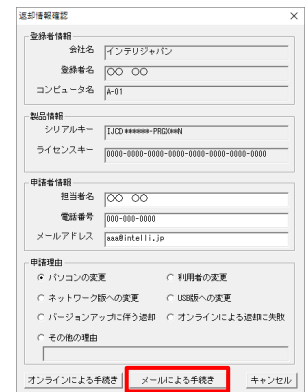 返却情報確認
登録者情報
会社名 インテリジャパン
登録者名 〇〇 〇〇
コンピュータ名 A-01
製品情報
シリアルキー IJCD******-PRGX**N
ライセンスキー 0000-0000-0000-0000-0000-0000-0000-0000
申請者情報
担当者名 〇〇 〇〇
電話番号 000-000-0000
メールアドレス aaa@intelli.jp
申請理由
パソコンの変更 利用者の変更
ネットワーク版への変更 USB版への変更
バージョンアップに伴う返却 オンラインによる返却に失敗
その他の理由
オンラインによる手続き メールによる手続き キャンセル